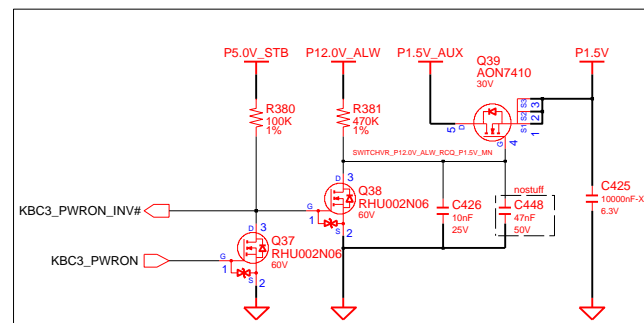 P5.0V_STB
P12.0V_ALW
P1.5V_AUX
P1.5V
Q39
AON7410
30V
R380
100K
1%
R381
470K
1%
5
D
G
4
S3
S2
S1
3
2
1
SWITCHVR_P12.0V_ALW_RCQ_P1.5V_MN
D
3
Q38
RHU002N06
60V
G
1
S
2
C426
10nF
25V
nostuff
C448
47nF
50V
C425
10000nF-X
6.3V
KBC3_PWRON_INV#
D
3
Q37
RHU002N06
60V
KBC3_PWRON
G
1
S
2